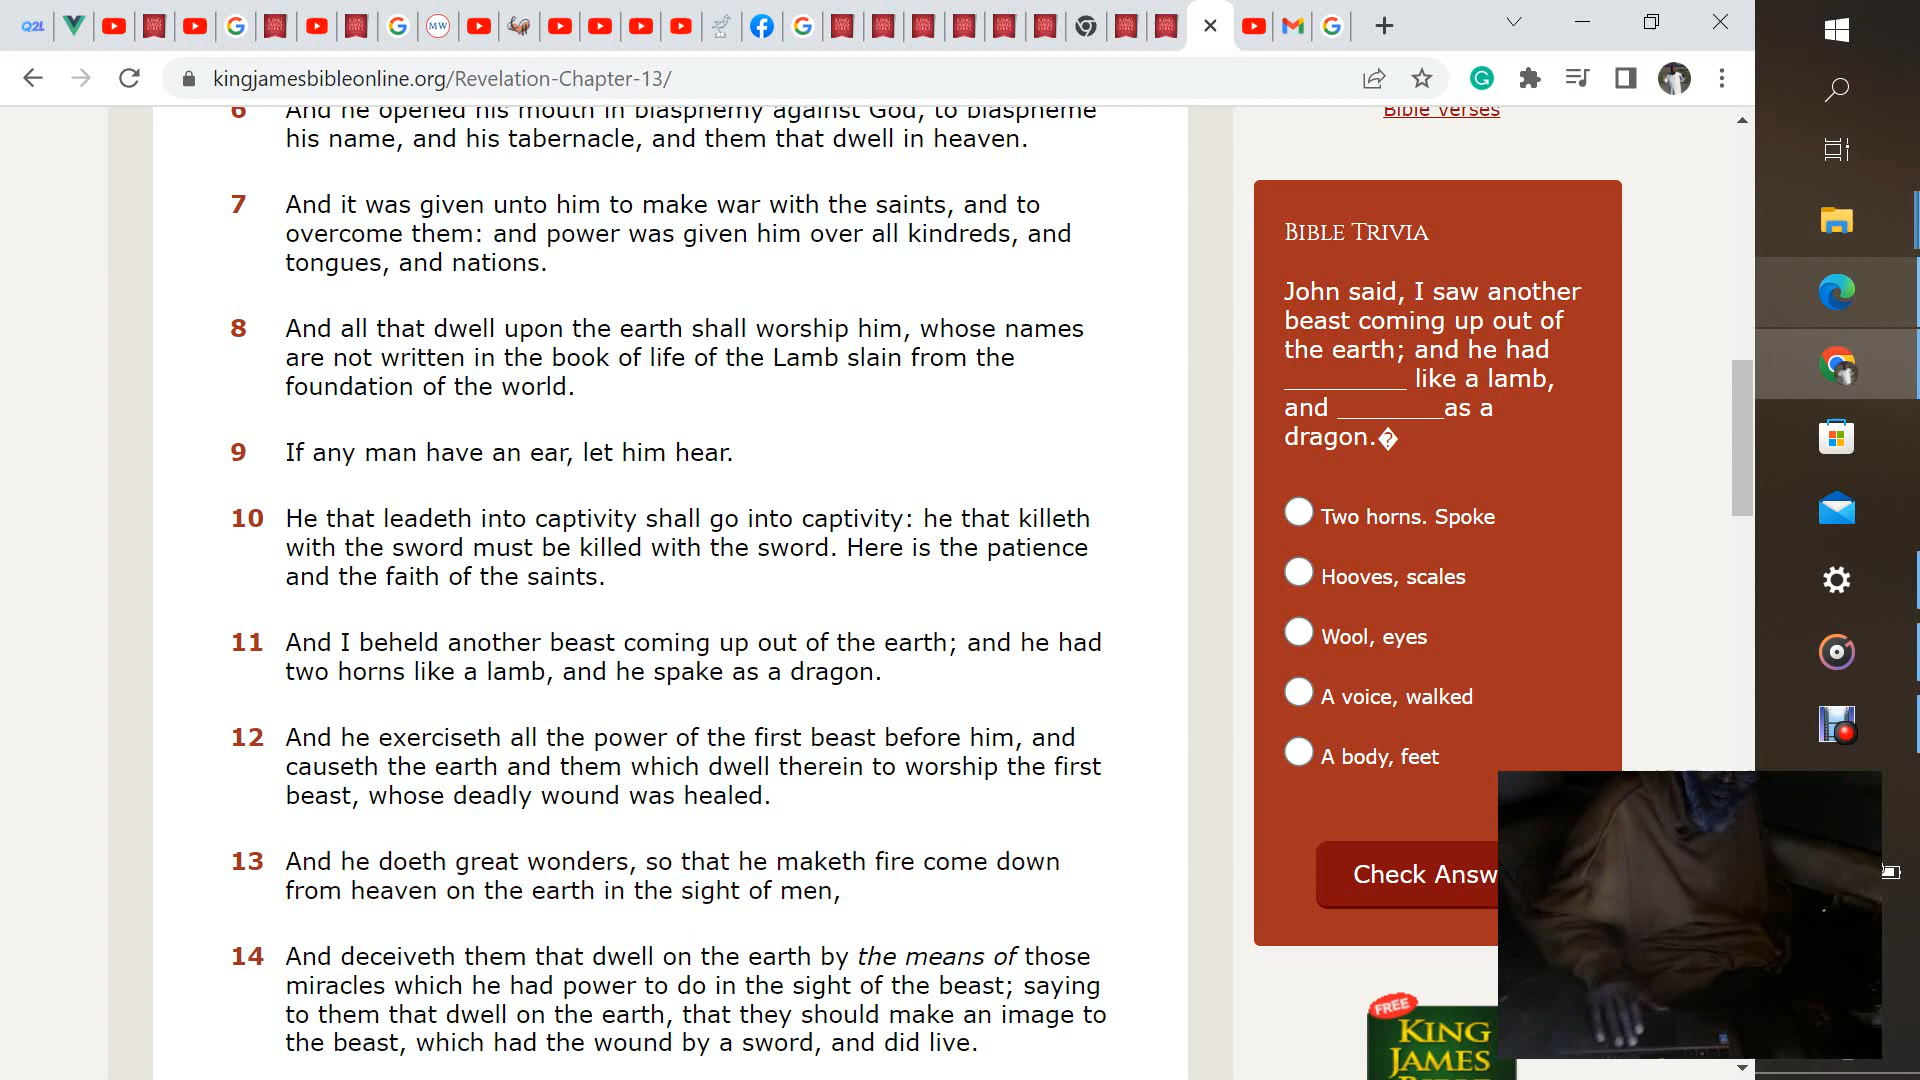 Q2L
MW
kingjamesbibleonline.org/Revelation-Chapter-13/
6 And he opened his mouth in blasphemy against God, to blaspheme
his name, and his tabernacle, and them that dwell in heaven.
7 And it was given unto him to make war with the saints, and to
overcome them: and power was given him over all kindreds, and
tongues, and nations.
8 And all that dwell upon the earth shall worship him, whose names
are not written in the book of life of the Lamb slain from the
foundation of the world.
9 If any man have an ear, let him hear.
10 He that leadeth into captivity shall go into captivity: he that killeth
with the sword must be killed with the sword. Here is the patience
and the faith of the saints.
11 And I beheld another beast coming up out of the earth; and he had
two horns like a lamb, and he spake as a dragon.
12 And he exerciseth all the power of the first beast before him, and
causeth the earth and them which dwell therein to worship the first
beast, whose deadly wound was healed.
13 And he doeth great wonders, so that he maketh fire come down
from heaven on the earth in the sight of men,
14 And deceiveth them that dwell on the earth by the means of those
miracles which he had power to do in the sight of the beast; saying
to them that dwell on the earth, that they should make an image to
the beast, which had the wound by a sword, and did live.
Bible Verses
BIBLE TRIVIA
John said, I saw another
beast coming up out of
the earth; and he had
__________ like a lamb,
and _________as a
dragon.�
Two horns. Spoke
Hooves, scales
Wool, eyes
A voice, walked
A body, feet
Check Answ
FREE
KING
JAMES